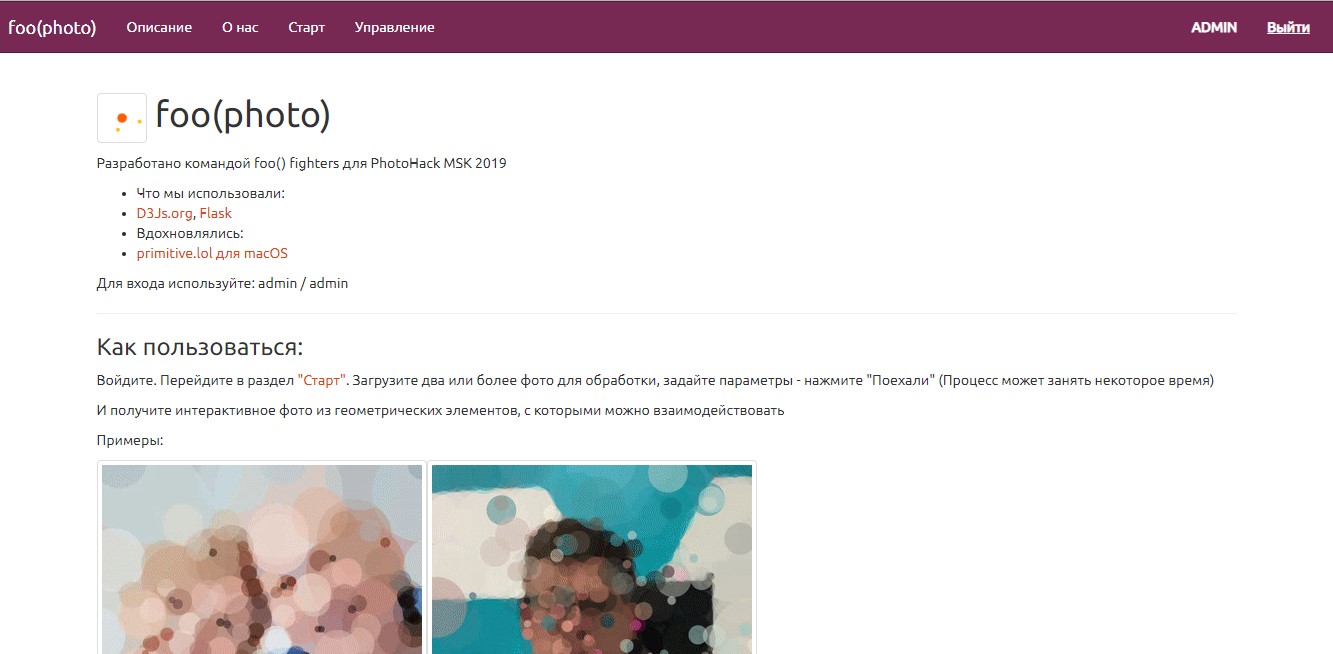 foo(photo) Описание О нас Старт Управление ADMIN Выйти
foo(photo)
Разработано командой foo() fighters для PhotoHack MSK 2019
Что мы использовали:
D3Js.org, Flask
Вдохновлялись:
primitive.lol для macOS
Для входа используйте: admin / admin
Как пользоваться:
Войдите. Перейдите в раздел "Старт". Загрузите два или более фото для обработки, задайте параметры - нажмите "Поехали" (Процесс может занять некоторое время)
И получите интерактивное фото из геометрических элементов, с которыми можно взаимодействовать
Примеры: